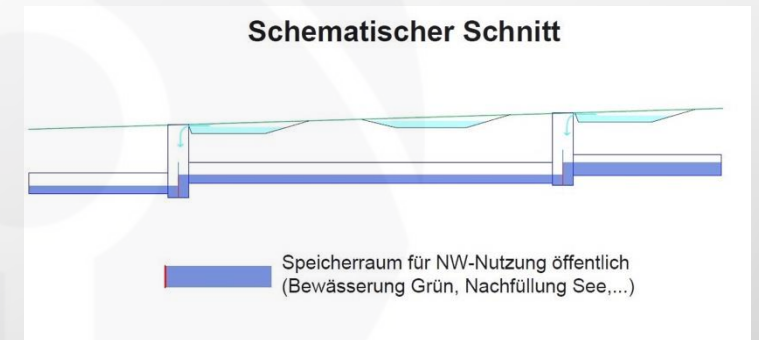 Schematischer Schnitt
Speicherraum für NW-Nutzung öffentlich
(Bewässerung Grün, Nachfüllung See,...)